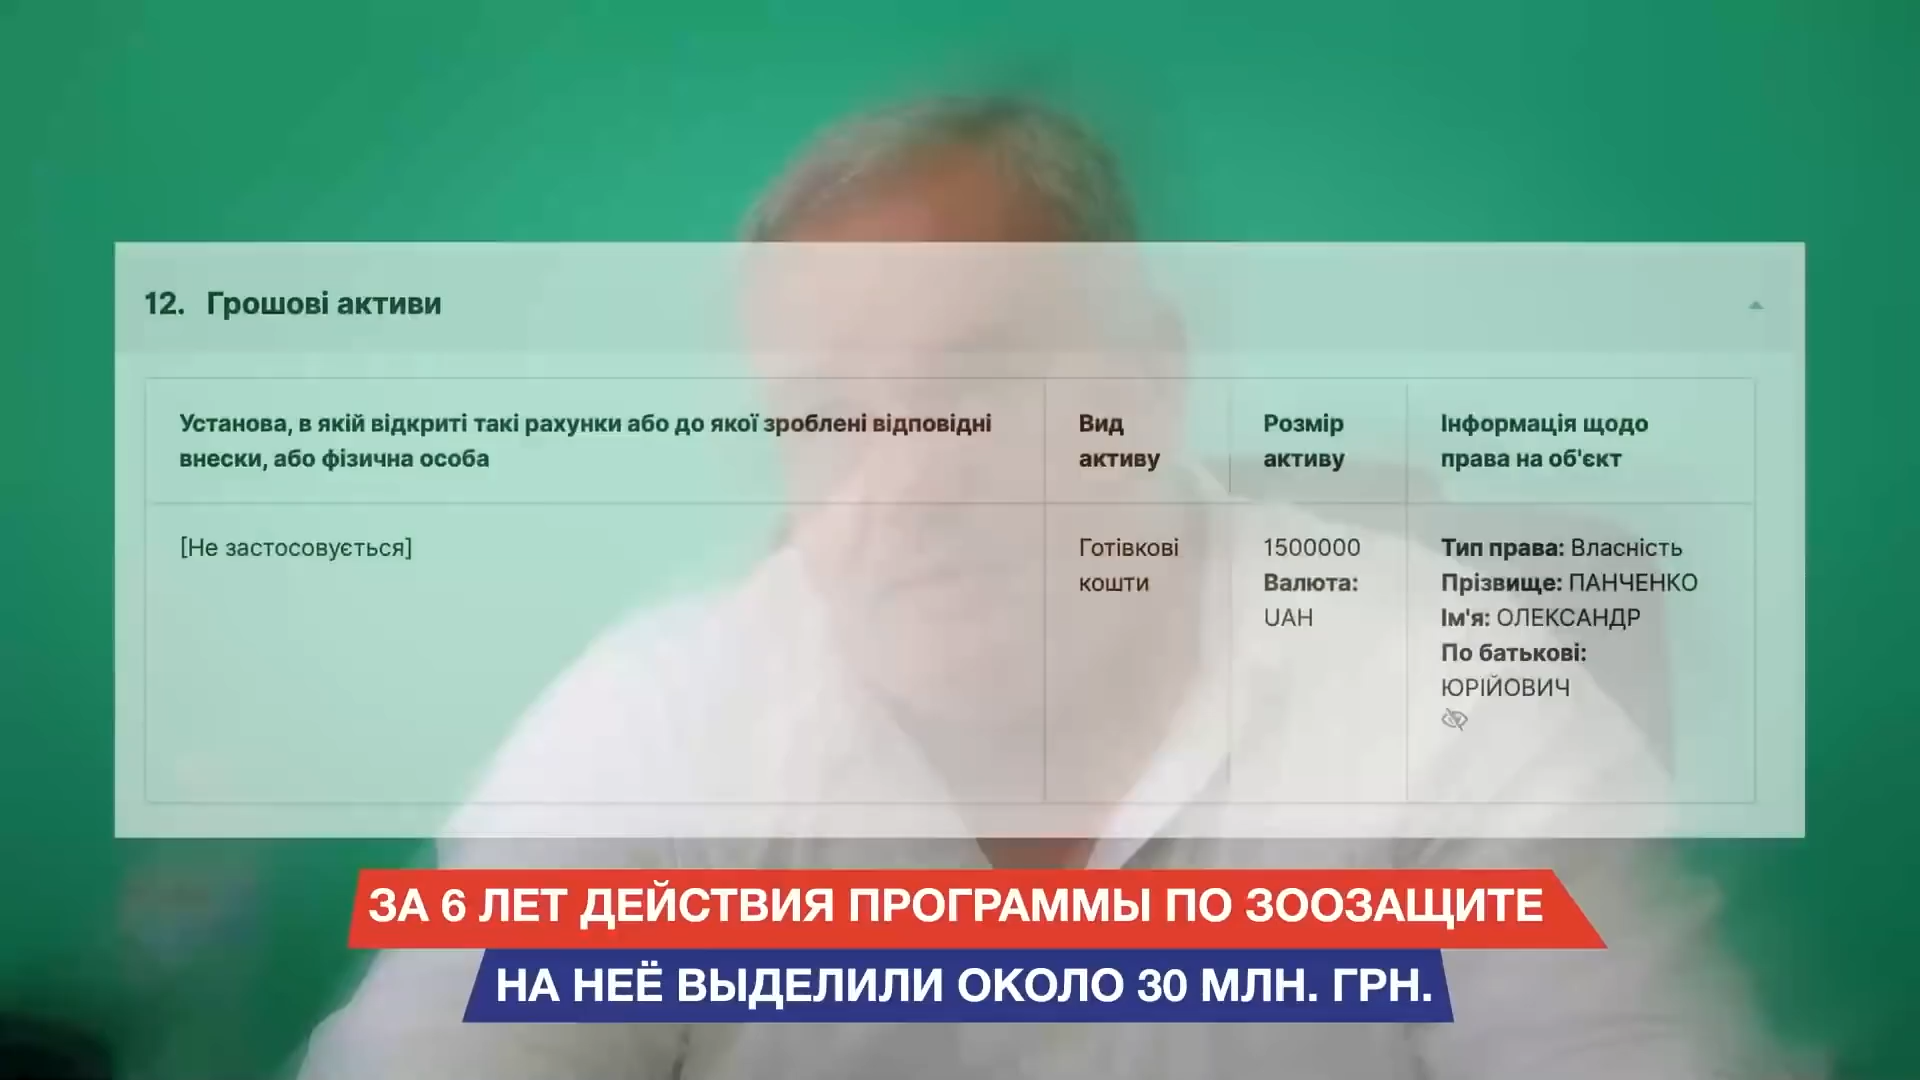 12. Грошові активи
Установа, в якій відкриті такі рахунки або до якої зроблені відповідні
внески, або фізична особа
Вид
активу
Розмір
активу
Інформація щодо
права на об'єкт
[Не застосовується]
Готівкові
кошти
1500000
Валюта:
UAH
Тип права: Власність
Прізвище: ПАНЧЕНКО
Ім'я: ОЛЕКСАНДР
По батькові:
ЮРІЙОВИЧ
ЗА 6 ЛЕТ ДЕЙСТВИЯ ПРОГРАММЫ ПО ЗООЗАЩИТЕ
НА НЕЁ ВЫДЕЛИЛИ ОКОЛО 30 МЛН. ГРН.